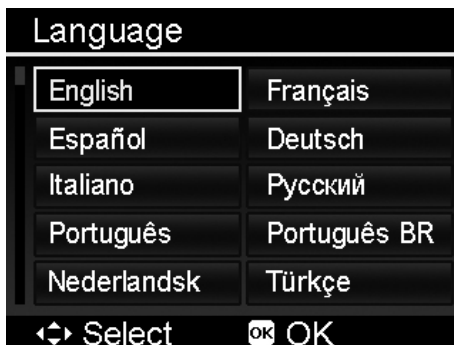 Language
English Français
Español Deutsch
Italiano Русский
Português Português BR
Nederlandsk Türkçe
Select OK OK